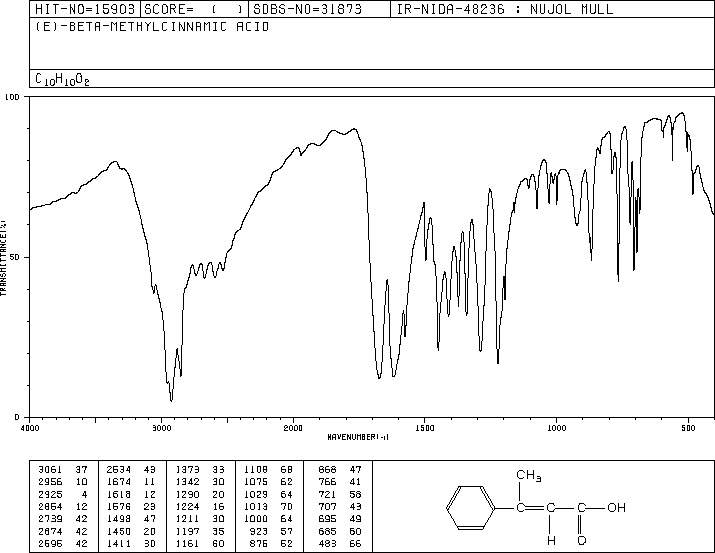 HIT-NO=15903 SCORE= ( ) SDBS-NO=31873 IR-NIDA-48236 : NUJOL MULL
(E)-BETA-METHYLCINNAMIC ACID
C10H10O2
100
50
0
TRANSMITTANCE(%)
4000 3000 2000 1500 1000 500
WAVENUMBER(-1)
3061 37 2534 43 1373 33 1108 68 868 47
2956 10 1674 11 1342 30 1075 62 766 41
2925 4 1618 12 1290 20 1029 64 721 58
2854 12 1576 23 1224 16 1013 70 707 43
2739 42 1498 47 1211 30 1000 64 695 49
2674 42 1450 20 1197 35 923 57 685 60
2595 42 1411 30 1161 60 876 52 483 66
CH3
C=C-C-OH
H O